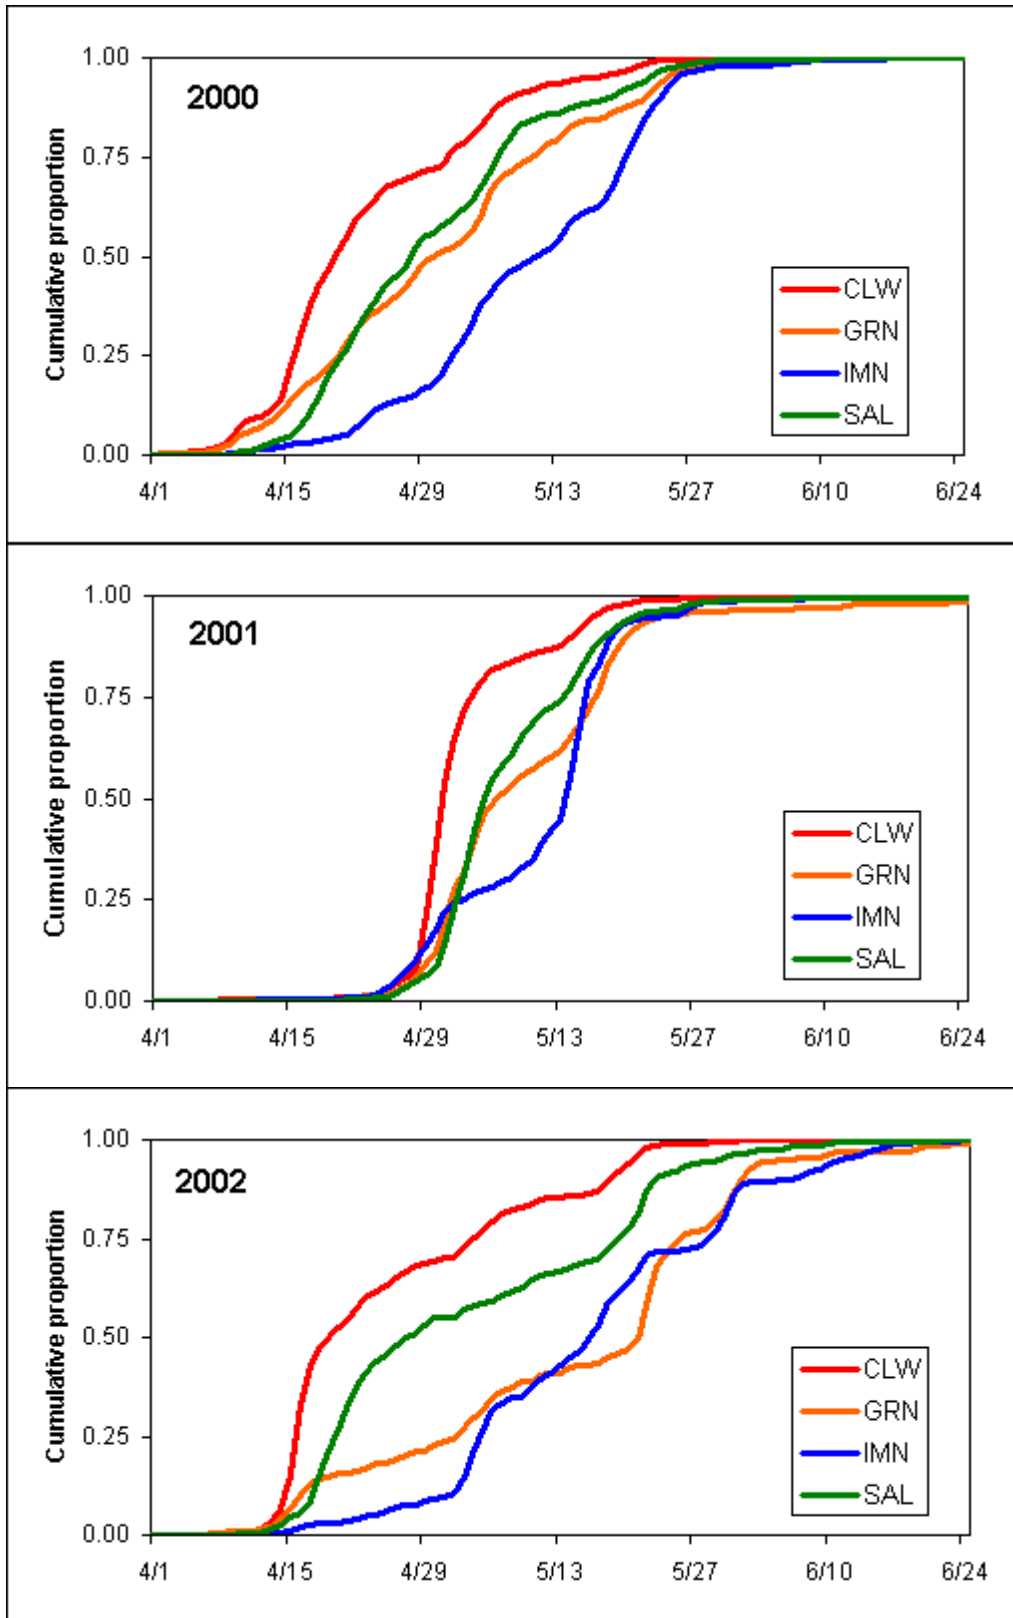 2000
Cumulative proportion
1.00
0.75
0.50
0.25
0.00
4/1 4/15 4/29 5/13 5/27 6/10 6/24
CLW
GRN
IMN
SAL
2001
Cumulative proportion
1.00
0.75
0.50
0.25
0.00
4/1 4/15 4/29 5/13 5/27 6/10 6/24
CLW
GRN
IMN
SAL
2002
Cumulative proportion
1.00
0.75
0.50
0.25
0.00
4/1 4/15 4/29 5/13 5/27 6/10 6/24
CLW
GRN
IMN
SAL